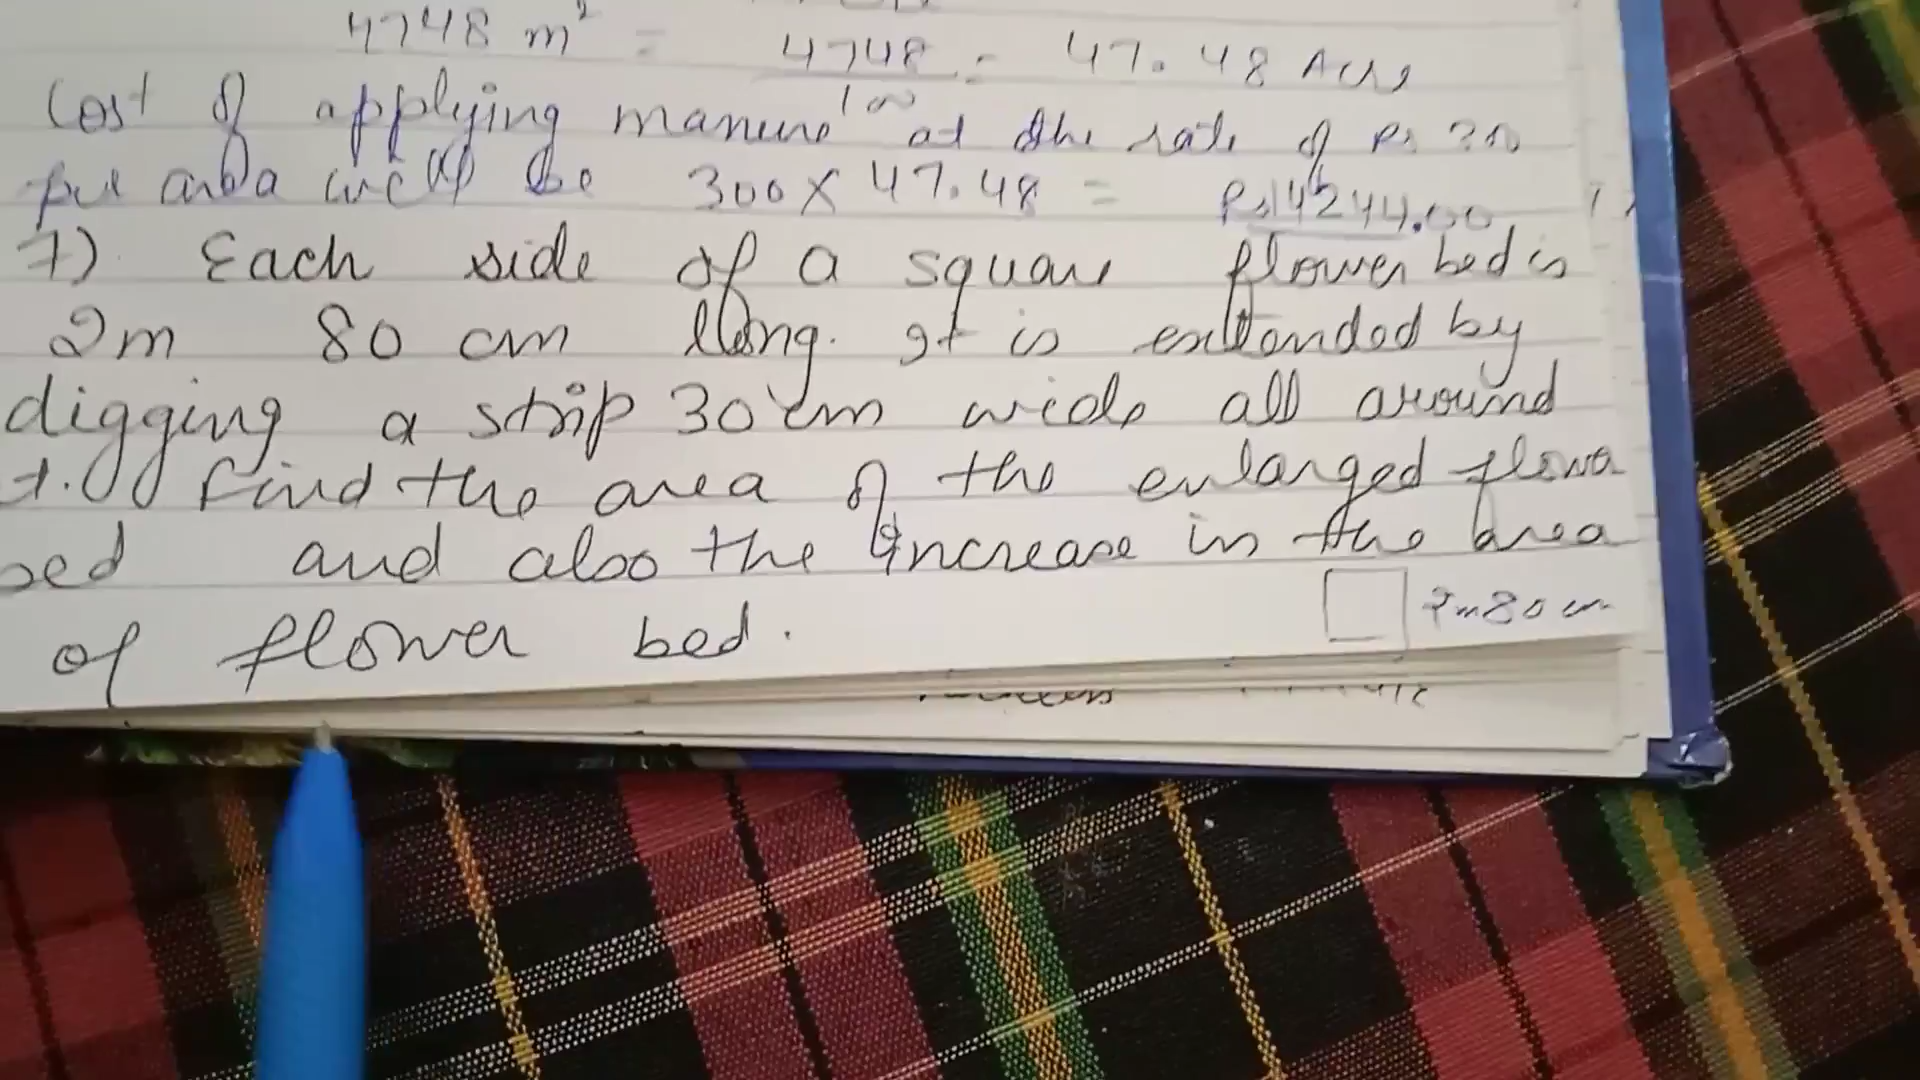 4748 m² = 4748/100 = 47.48 Acre
Cost of applying manure at the rate of Rs 300
per area will be 300 X 47.48 = Rs 14244.00
7). Each side of a square flower bed is
2m 80 cm long. It is extended by
digging a strip 30 cm wide all around
it. Find the area of the enlarged flower
bed and also the increase in the area
of flower bed. 2m80cm